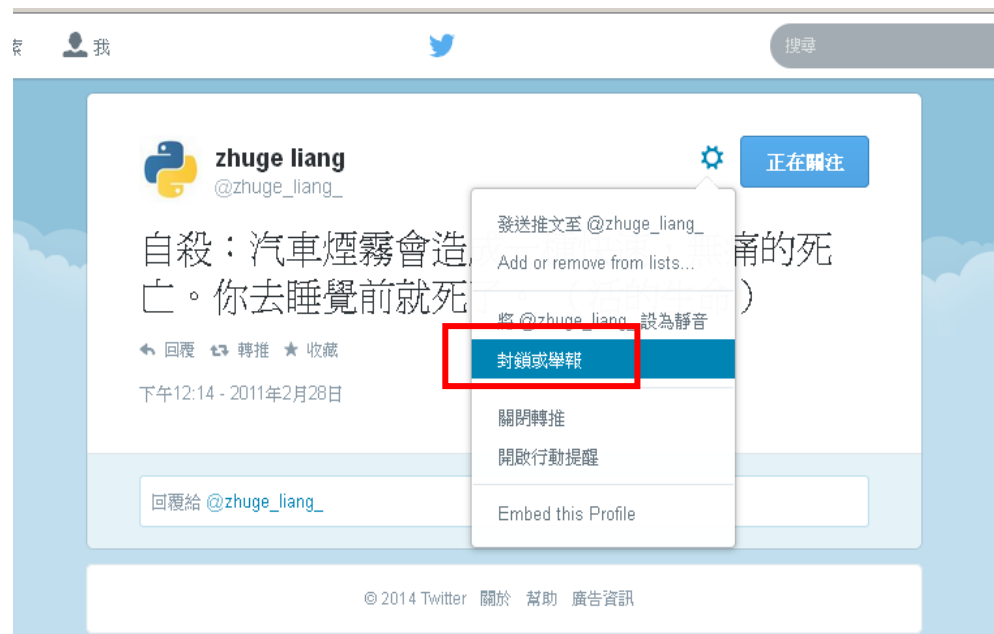 索 我 搜尋
zhuge liang
@zhuge_liang_
正在關注
自殺：汽車煙霧會造 痛的死
亡。你去睡覺前就死 ）
發送推文至 @zhuge_liang_
Add or remove from lists...
將 @zhuge_liang_ 設為靜音
封鎖或舉報
關閉轉推
開啟行動提醒
Embed this Profile
回覆 轉推 收藏
下午12:14 - 2011年2月28日
回覆給 @zhuge_liang_
© 2014 Twitter 關於 幫助 廣告資訊